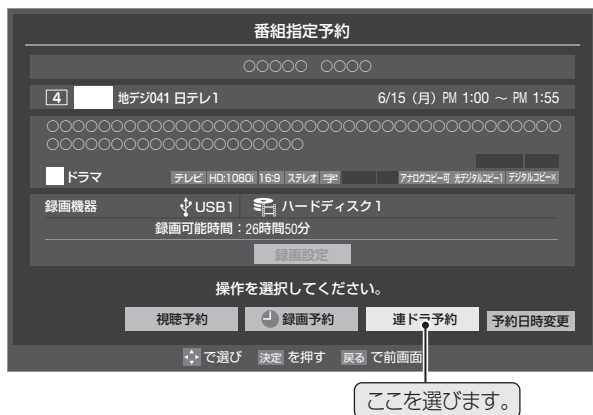 番組指定予約
○○○○○ ○○○○
4 地デジ041 日テレ1 6/15（月）PM 1:00 ～ PM 1:55
○○○○○○○○○○○○○○○○○○○○○○○○○○○○○○
○○○○○○○○○○○○○○○
ドラマ テレビ HD:1080i 16:9 ステレオ 字 アナログコピー可 光デジタルコピー1 デジタルコピー×
録画機器 USB1 ハードディスク1
録画可能時間：26時間50分
録画設定
操作を選択してください。
視聴予約 録画予約 連ドラ予約 予約日時変更
で選び 決定 を押す 戻る で前画面
ここを選びます。